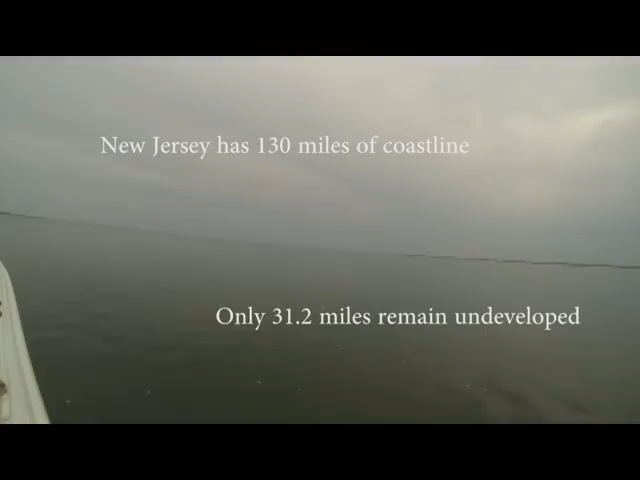 New Jersey has 130 miles of coastline
Only 31.2 miles remain undeveloped